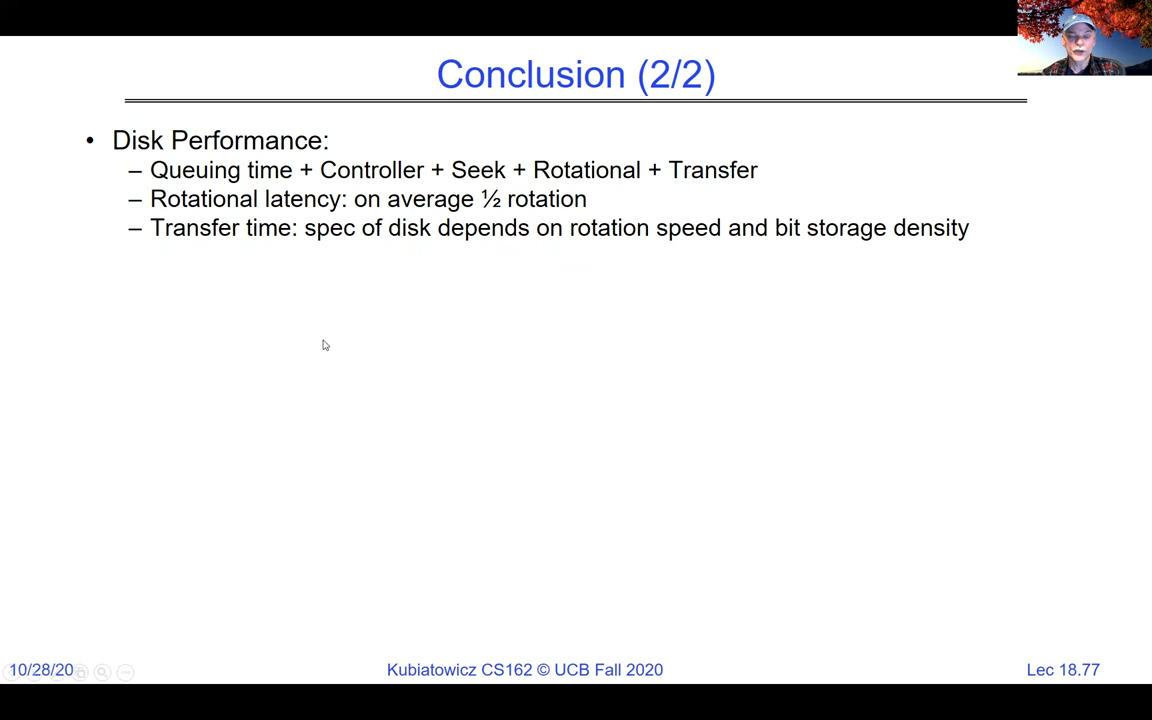 Conclusion (2/2)
• Disk Performance:
– Queuing time + Controller + Seek + Rotational + Transfer
– Rotational latency: on average ½ rotation
– Transfer time: spec of disk depends on rotation speed and bit storage density
10/28/20
Kubiatowicz CS162 © UCB Fall 2020
Lec 18.77